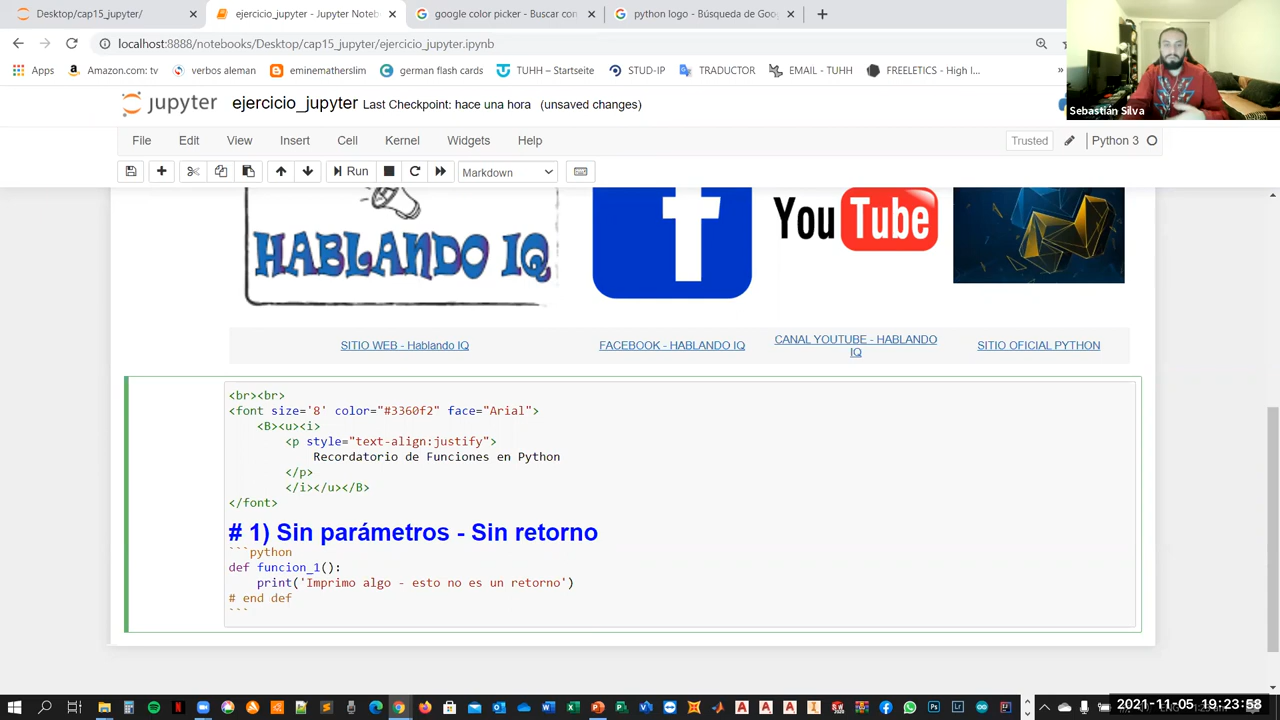 Desktop/cap15_jupyter/
ejercicio_jupyter - Jupyter Noteb
google color picker - Buscar con
python logo - Búsqueda de Goo
localhost:8888/notebooks/Desktop/cap15_jupyter/ejercicio_jupyter.ipynb
Apps
Amazon.com: tv
verbos aleman
eminematherslim
german flash cards
TUHH – Startseite
STUD-IP
TRADUCTOR
EMAIL - TUHH
FREELETICS - High I...
Sebastián Silva
jupyter
ejercicio_jupyter Last Checkpoint: hace una hora (unsaved changes)
File Edit View Insert Cell Kernel Widgets Help
Trusted
Python 3
Run
Markdown
HABLANDO IQ
f
YouTube
SITIO WEB - Hablando IQ
FACEBOOK - HABLANDO IQ
CANAL YOUTUBE - HABLANDO
IQ
SITIO OFICIAL PYTHON
<br><br>
<font size='8' color="#3360f2" face="Arial">
<B><u><i>
<p style="text-align:justify">
Recordatorio de Funciones en Python
</p>
</i></u></B>
</font>
# 1) Sin parámetros - Sin retorno
```python
def funcion_1():
print('Imprimo algo - esto no es un retorno')
# end def
```
2021-11-05 19:23:58